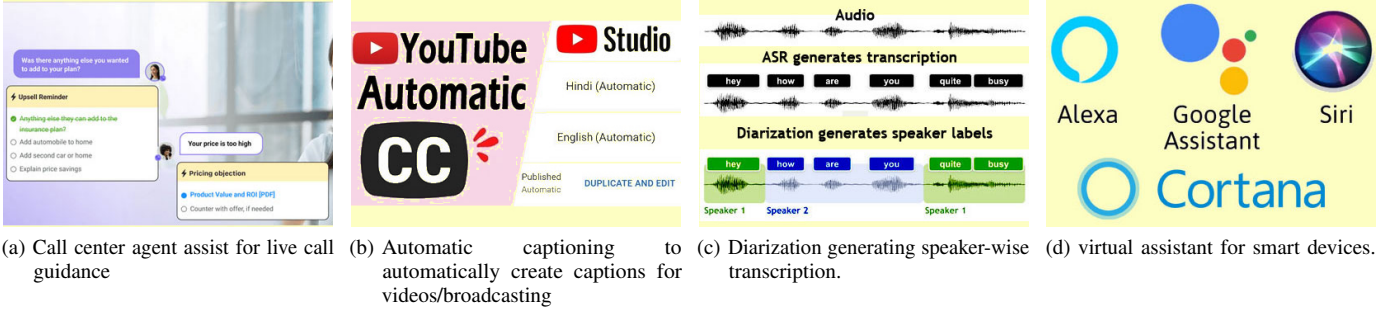 Was there anything else you wanted
to add to your plan?
Upsell Reminder
Anything else they can add to the
insurance plan?
Add automobile to home
Add second car or home
Explain price savings
Your price is too high
Pricing objection
Product Value and ROI [PDF]
Counter with offer, if needed
(a) Call center agent assist for live call
guidance
YouTube
Automatic
CC
Studio
Hindi (Automatic)
English (Automatic)
Published
Automatic
DUPLICATE AND EDIT
(b) Automatic captioning to
automatically create captions for
videos/broadcasting
Audio
ASR generates transcription
hey how are you quite busy
Diarization generates speaker labels
hey how are you quite busy
Speaker 1 Speaker 2 Speaker 1
(c) Diarization generating speaker-wise
transcription.
Alexa
Google
Assistant
Siri
Cortana
(d) virtual assistant for smart devices.